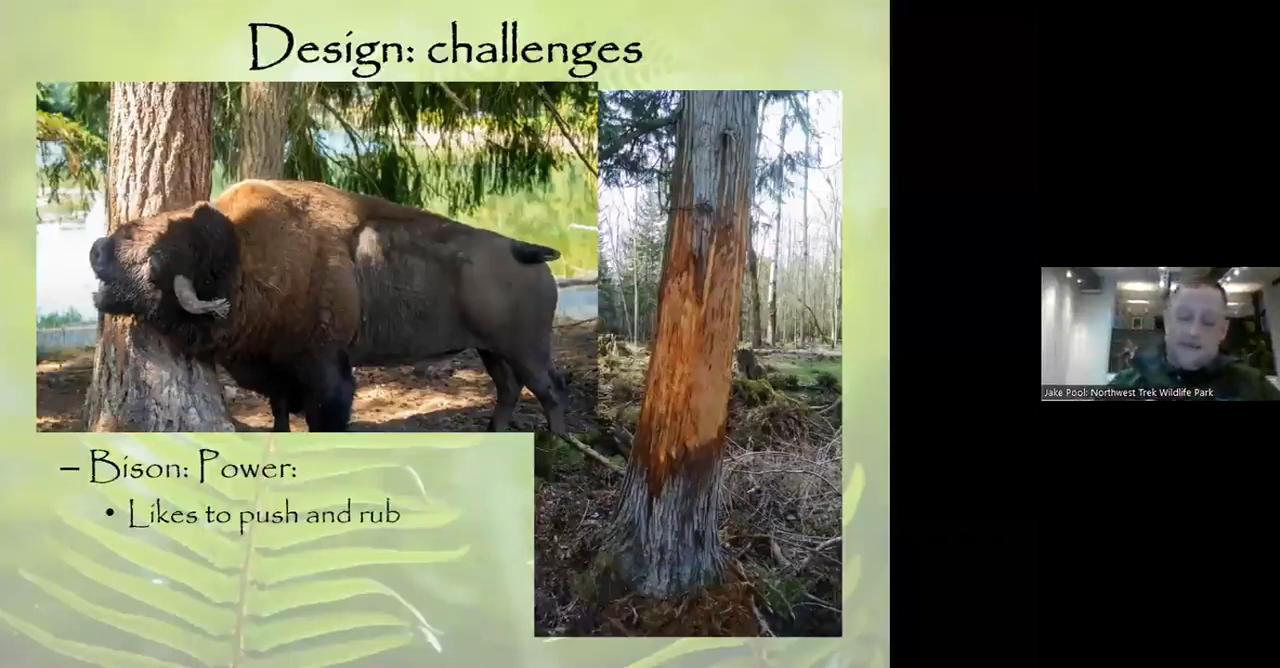 Design: challenges
– Bison: Power:
• Likes to push and rub
Jake Pool: Northwest Trek Wildlife Park